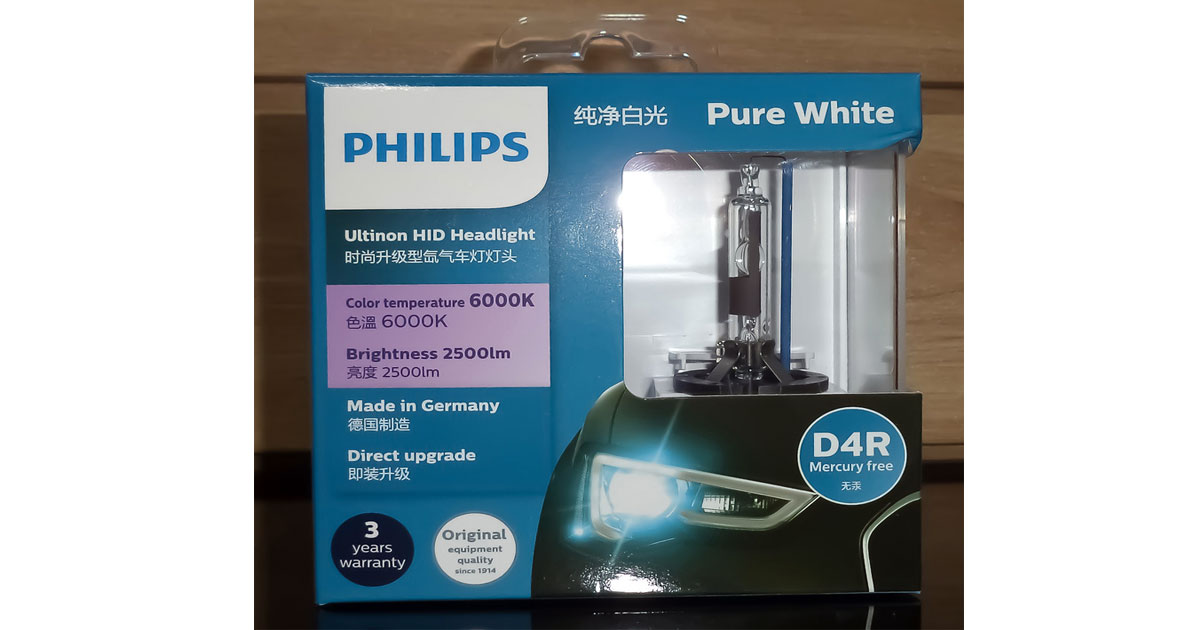 PHILIPS
纯净白光 Pure White
Ultinon HID Headlight
时尚升级型氙气车灯灯头
Color temperature 6000K
色溫 6000K
Brightness 2500lm
亮度 2500lm
Made in Germany
德国制造
Direct upgrade
即装升级
3
years
warranty
Original
equipment
quality
since 1914
D4R
Mercury free
无汞